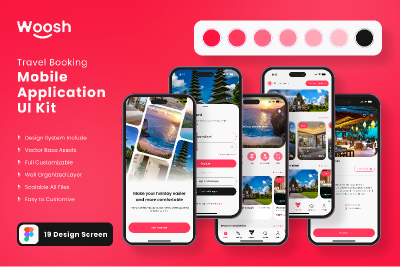 Woosh
Travel Booking
Mobile
Application
UI Kit
Design System Include
Vector Base Assets
Full Customizable
Well Organized Layer
Scalable All Files
Easy to Customize
19 Design Screen
Make your holiday easier
and more comfortable